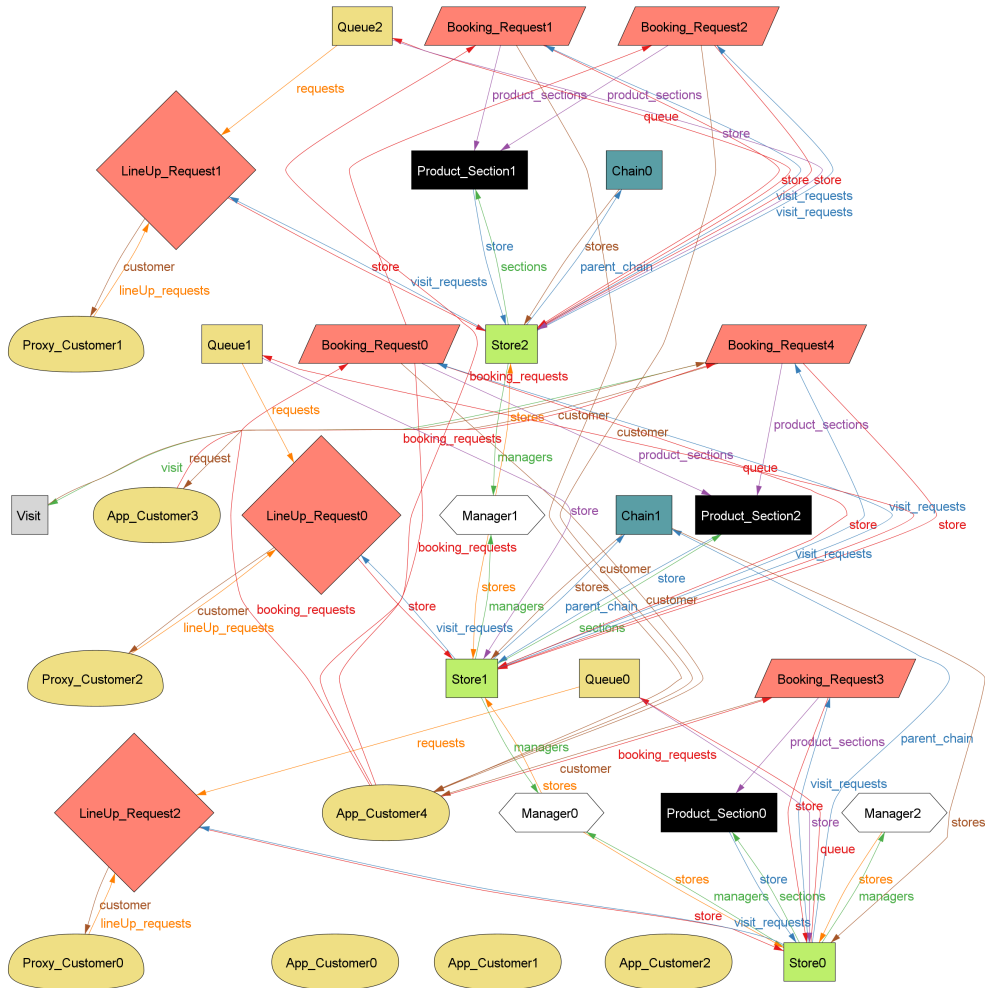 Queue2
Booking_Request1
Booking_Request2
requests
product_sections
product_sections
queue
store
LineUp_Request1
Product_Section1
Chain0
store
store
visit_requests
visit_requests
customer
lineUp_requests
store
visit_requests
store
sections
stores
parent_chain
Proxy_Customer1
Queue1
Booking_Request0
Store2
Booking_Request4
booking_requests
requests
stores
customer
customer
product_sections
booking_requests
visit
request
managers
product_sections
queue
Visit
App_Customer3
LineUp_Request0
Manager1
store
Chain1
Product_Section2
visit_requests
store
store
booking_requests
visit_requests
customer
stores
store
customer
booking_requests
customer
store
stores
managers
parent_chain
customer
lineUp_requests
visit_requests
sections
Proxy_Customer2
Store1
Queue0
Booking_Request3
requests
managers
booking_requests
product_sections
parent_chain
customer
stores
visit_requests
LineUp_Request2
App_Customer4
Manager0
Product_Section0
store
store
Manager2
stores
queue
customer
lineUp_requests
stores
managers
store
sections
stores
managers
store
visit_requests
Proxy_Customer0
App_Customer0
App_Customer1
App_Customer2
Store0